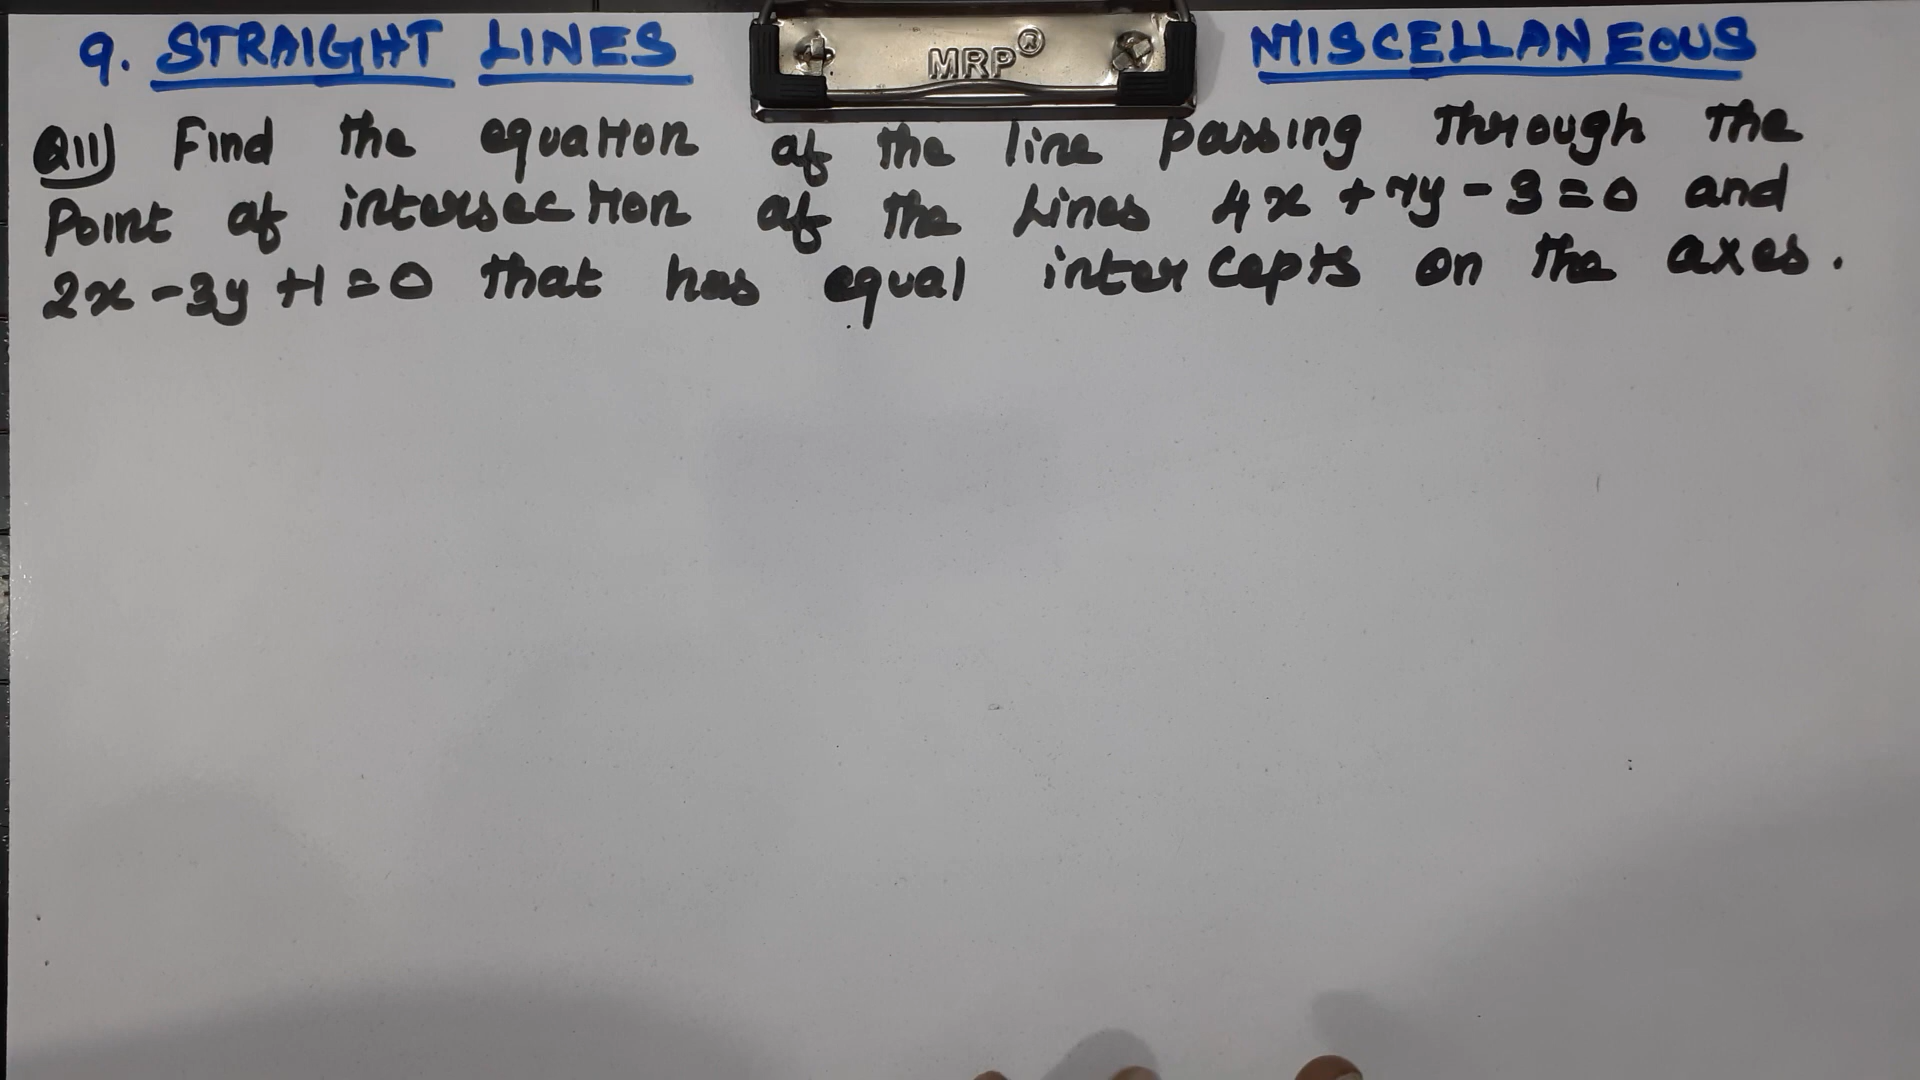 9. STRAIGHT LINES MRP® MISCELLANEOUS
Q11) Find the equation of the line passing through the
Point of intersection of the Lines 4x + 7y - 3 = 0 and
2x - 3y + 1 = 0 that has equal intercepts on the axes.